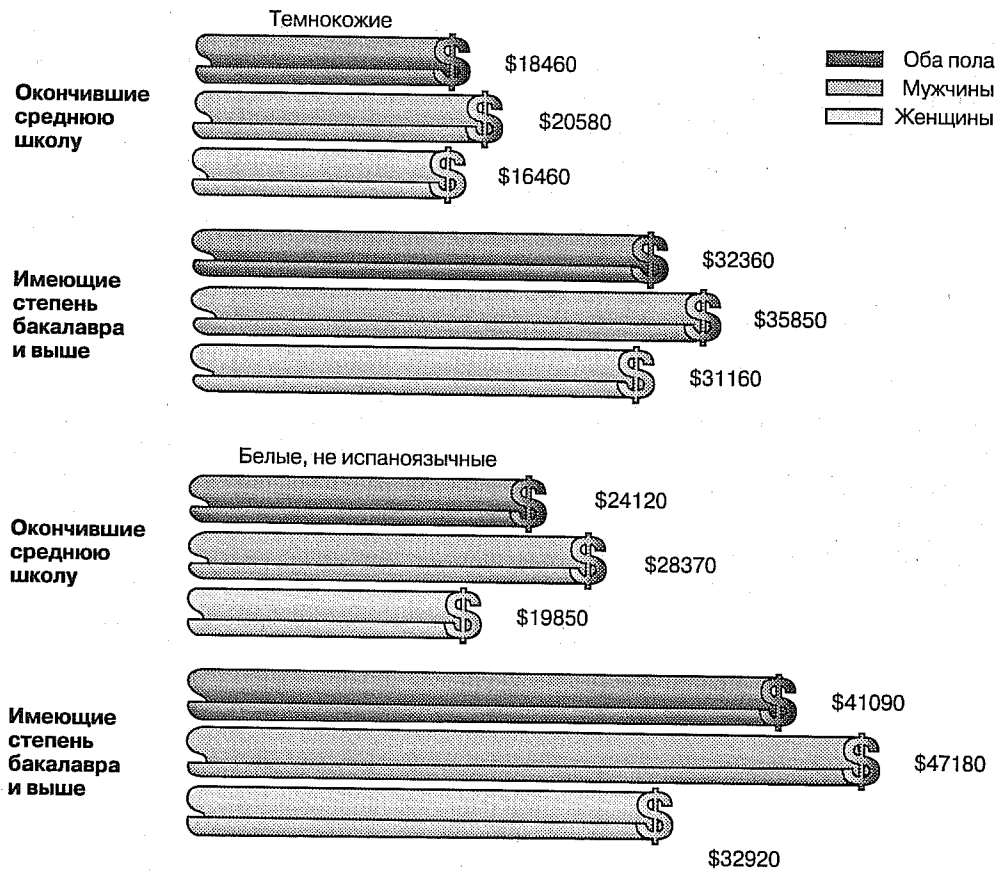 Темнокожие
Окончившие
среднюю
школу
$18460
$20580
$16460
Оба пола
Мужчины
Женщины
Имеющие
степень
бакалавра
и выше
$32360
$35850
$31160
Белые, не испаноязычные
Окончившие
среднюю
школу
$24120
$28370
$19850
Имеющие
степень
бакалавра
и выше
$41090
$47180
$32920